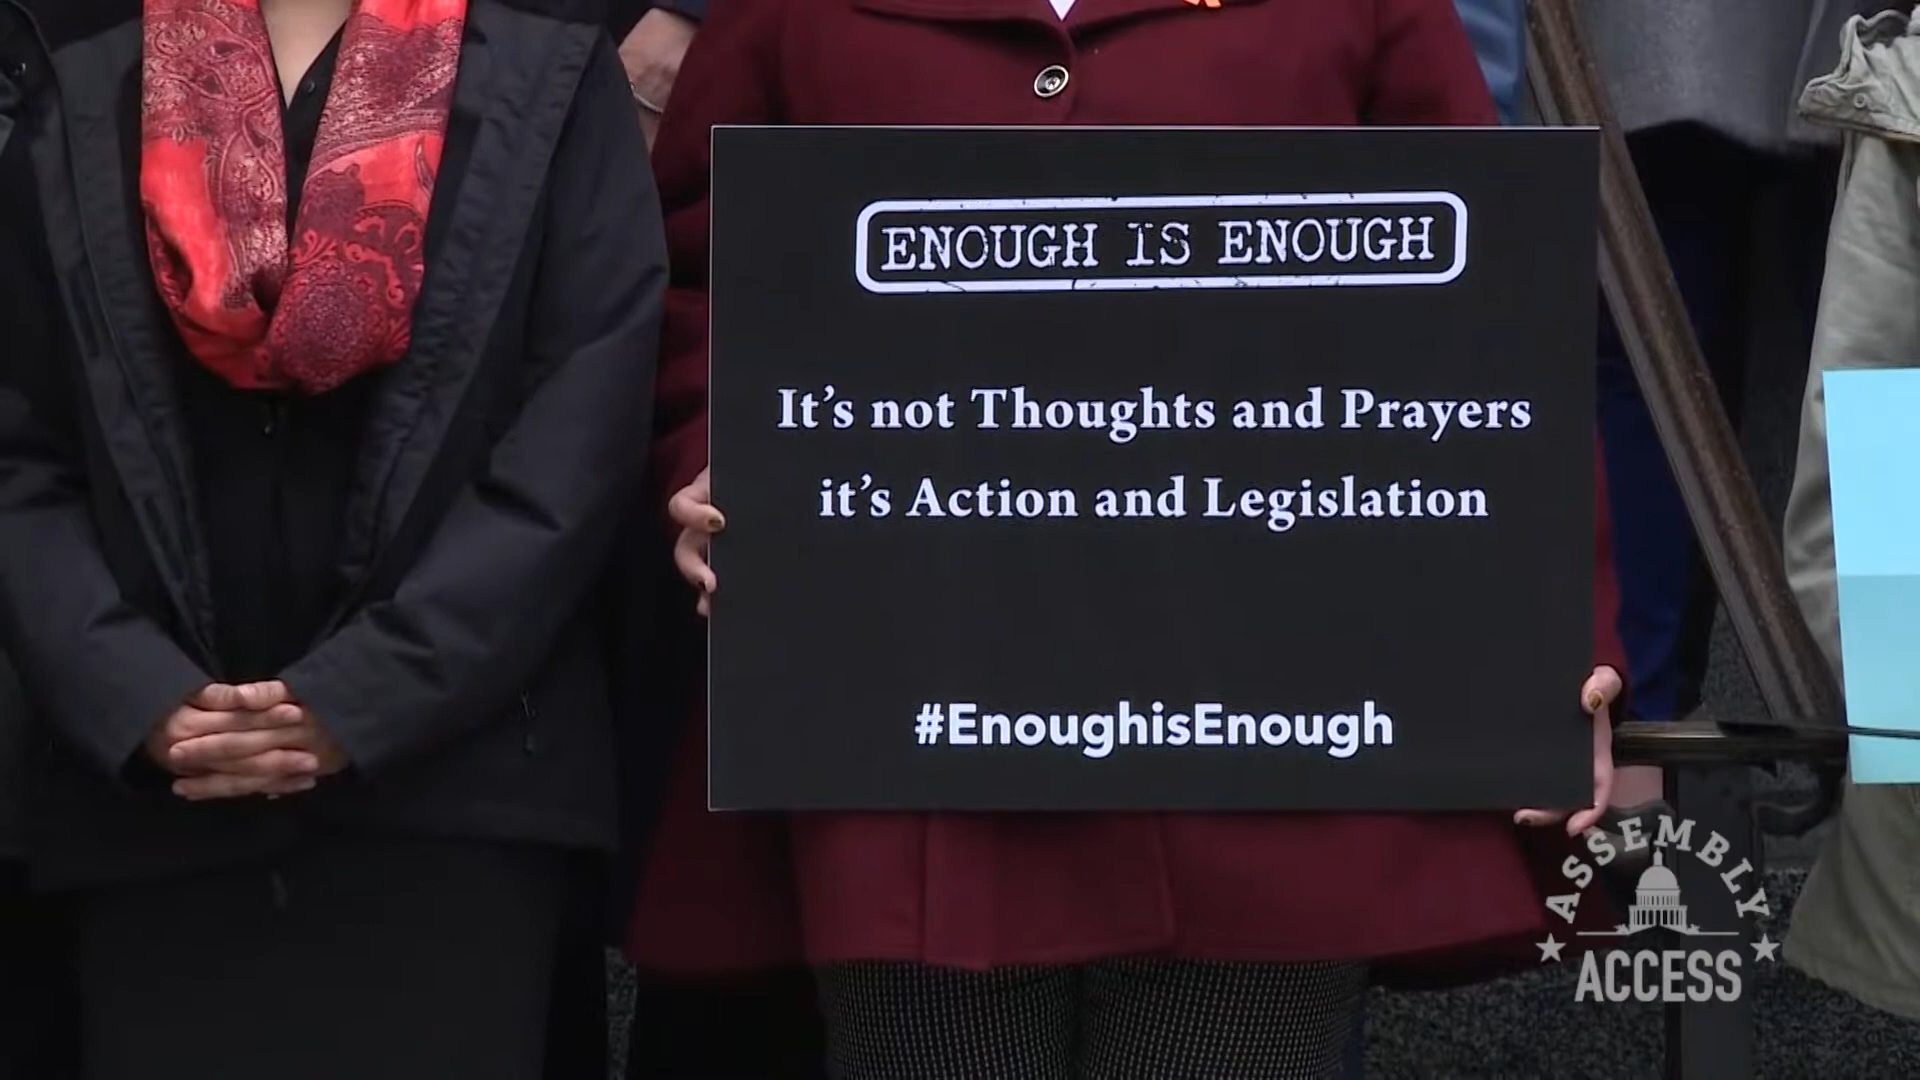 ENOUGH IS ENOUGH
It's not Thoughts and Prayers
it's Action and Legislation
#EnoughisEnough
ASSEMBLY
ACCESS